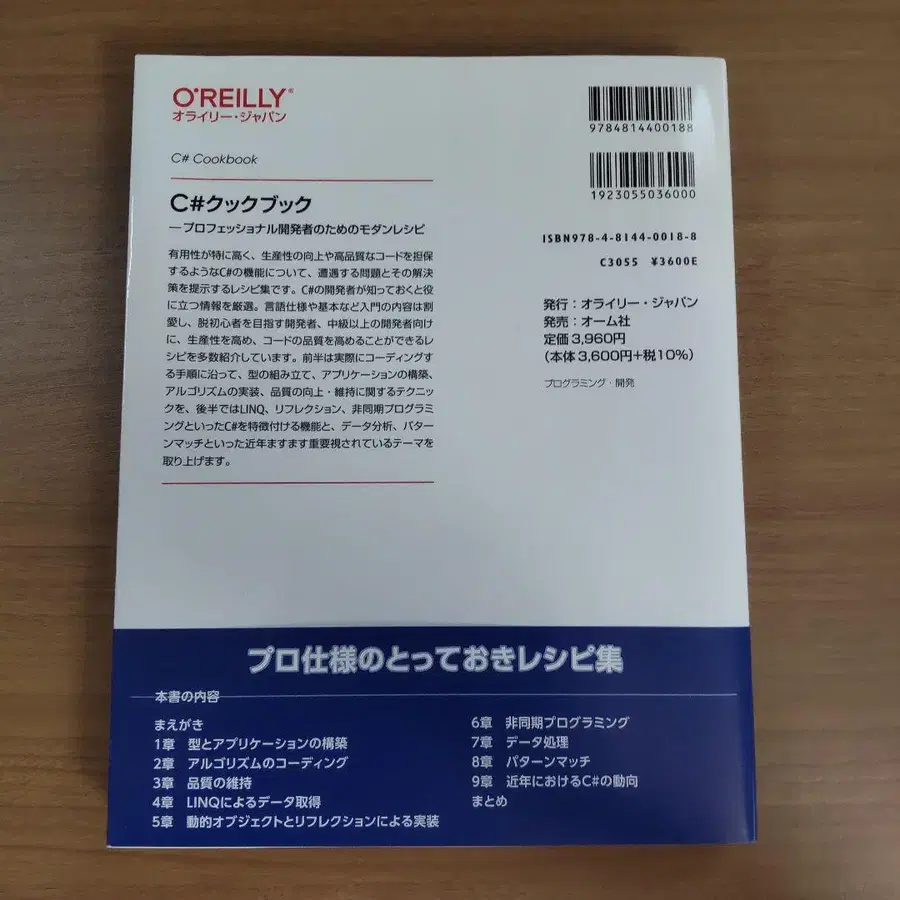 O'REILLY®
オライリー・ジャパン
C# Cookbook
C#クックブック
―プロフェッショナル開発者のためのモダンレシピ
有用性が特に高く、生産性の向上や高品質なコードを担保
するようなC#の機能について、遭遇する問題とその解決
策を提示するレシピ集です。C#の開発者が知っておくと役
に立つ情報を厳選。言語仕様や基本など入門の内容は割
愛し、脱初心者を目指す開発者、中級以上の開発者向け
に、生産性を高め、コードの品質を高めることができるレ
シピを多数紹介しています。前半は実際にコーディングす
る手順に沿って、型の組み立て、アプリケーションの構築、
アルゴリズムの実装、品質の向上・維持に関するテクニッ
クを、後半ではLINQ、リフレクション、非同期プログラミ
ングといったC#を特徴付ける機能と、データ分析、パター
ンマッチといった近年ますます重要視されているテーマを
取り上げます。
9784814400188
1923055036000
ISBN978-4-8144-0018-8
C3055 ¥3600E
発行：オライリー・ジャパン
発売：オーム社
定価3,960円
（本体3,600円+税10%）
プログラミング・開発
プロ仕様のとっておきレシピ集
本書の内容
まえがき
1章 型とアプリケーションの構築
2章 アルゴリズムのコーディング
3章 品質の維持
4章 LINQによるデータ取得
5章 動的オブジェクトとリフレクションによる実装
6章 非同期プログラミング
7章 データ処理
8章 パターンマッチ
9章 近年におけるC#の動向
まとめ